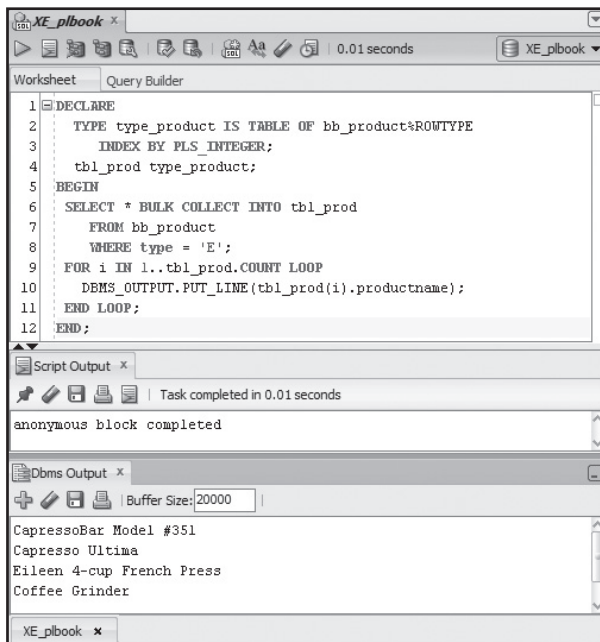 XE_plbook ×
SQL Aa SQL 0.01 seconds XE_plbook
Worksheet Query Builder
1 DECLARE
2 TYPE type_product IS TABLE OF bb_product%ROWTYPE
3 INDEX BY PLS_INTEGER;
4 tbl_prod type_product;
5 BEGIN
6 SELECT * BULK COLLECT INTO tbl_prod
7 FROM bb_product
8 WHERE type = 'E';
9 FOR i IN 1..tbl_prod.COUNT LOOP
10 DBMS_OUTPUT.PUT_LINE(tbl_prod(i).productname);
11 END LOOP;
12 END;
Script Output ×
Task completed in 0.01 seconds
anonymous block completed
Dbms Output ×
Buffer Size: 20000
CapressoBar Model #351
Capresso Ultima
Eileen 4-cup French Press
Coffee Grinder
XE_plbook ×